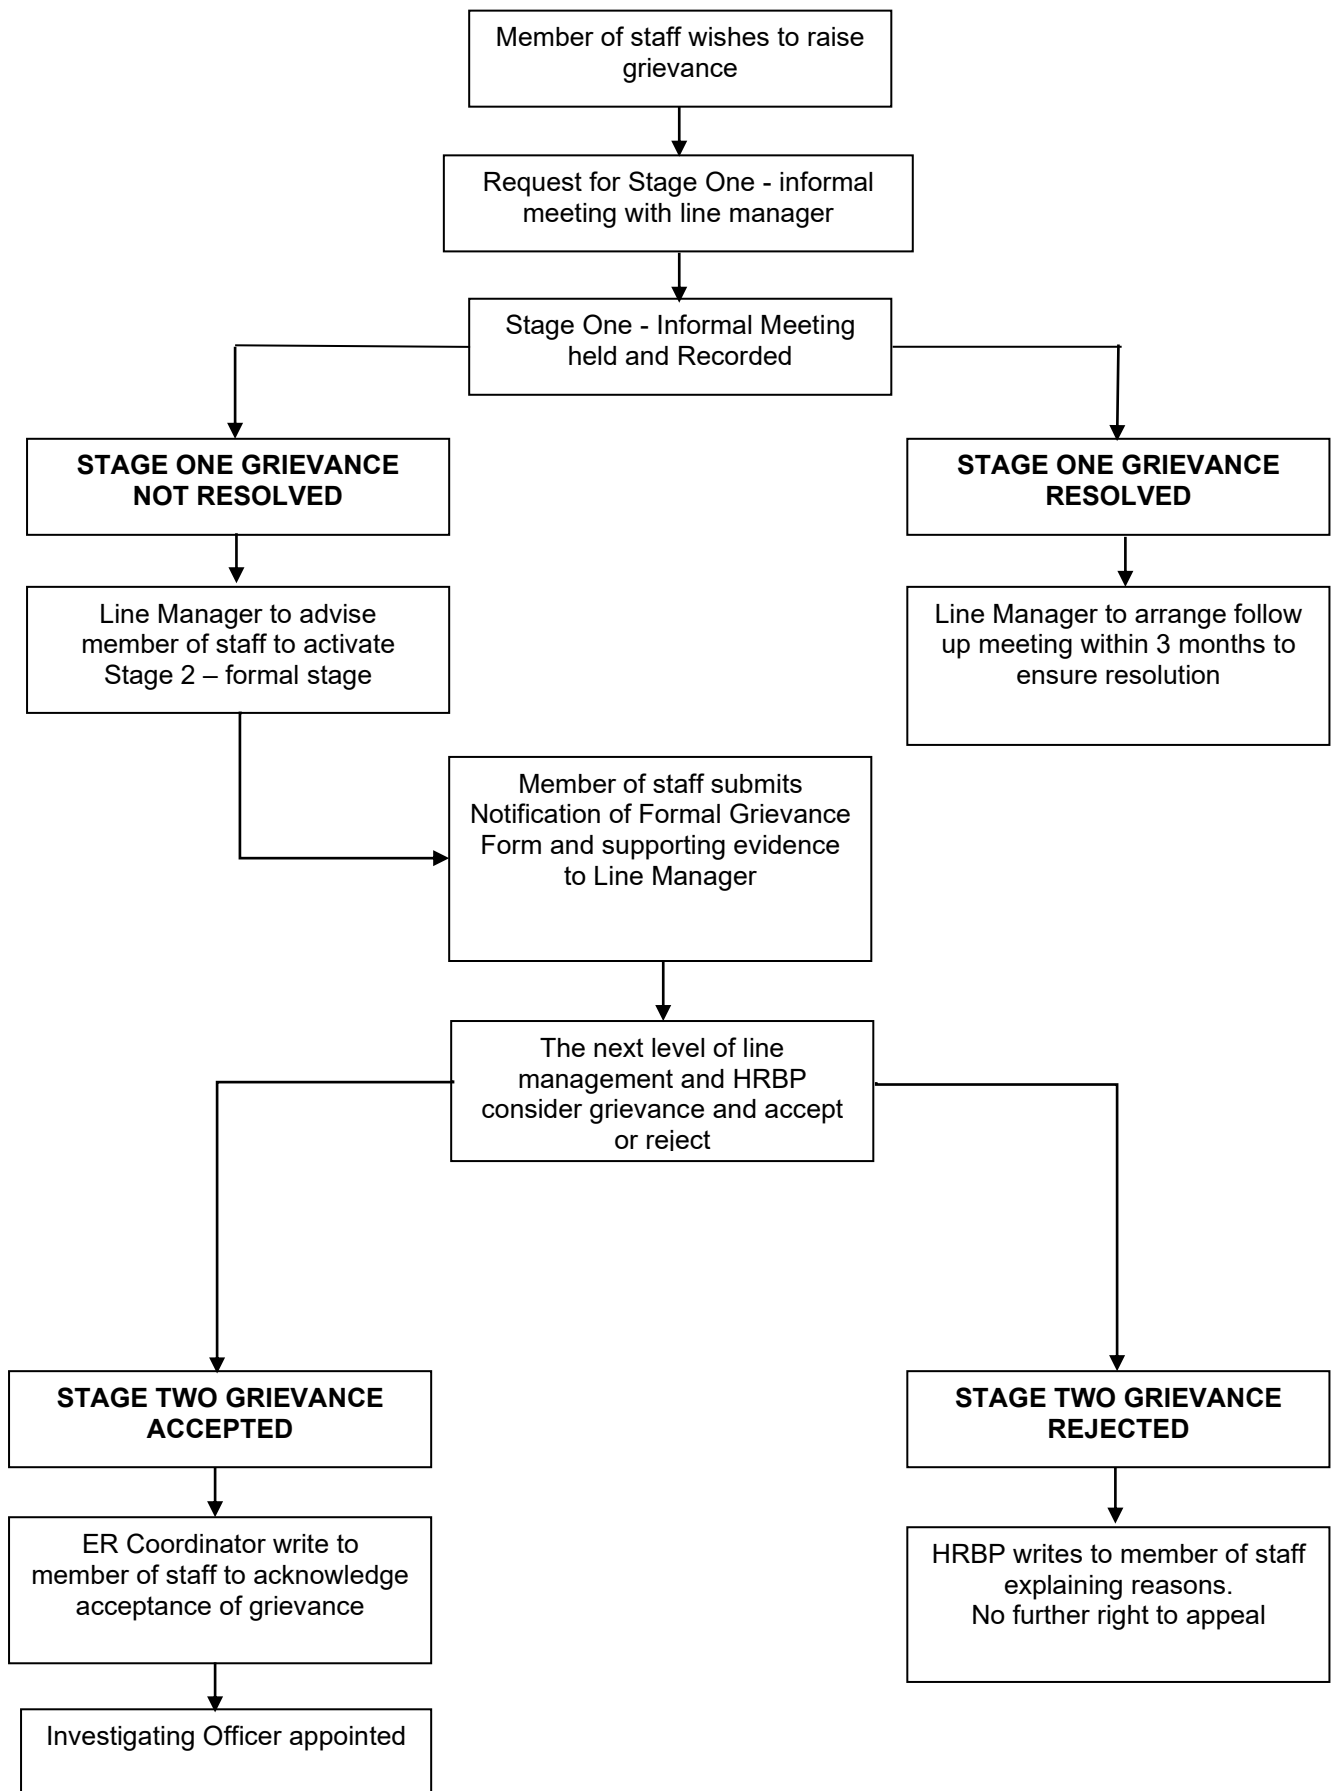 Member of staff wishes to raise
grievance
Request for Stage One - informal
meeting with line manager
Stage One - Informal Meeting
held and Recorded
STAGE ONE GRIEVANCE
NOT RESOLVED
STAGE ONE GRIEVANCE
RESOLVED
Line Manager to advise
member of staff to activate
Stage 2 – formal stage
Line Manager to arrange follow
up meeting within 3 months to
ensure resolution
Member of staff submits
Notification of Formal Grievance
Form and supporting evidence
to Line Manager
The next level of line
management and HRBP
consider grievance and accept
or reject
STAGE TWO GRIEVANCE
ACCEPTED
STAGE TWO GRIEVANCE
REJECTED
ER Coordinator write to
member of staff to acknowledge
acceptance of grievance
HRBP writes to member of staff
explaining reasons.
No further right to appeal
Investigating Officer appointed